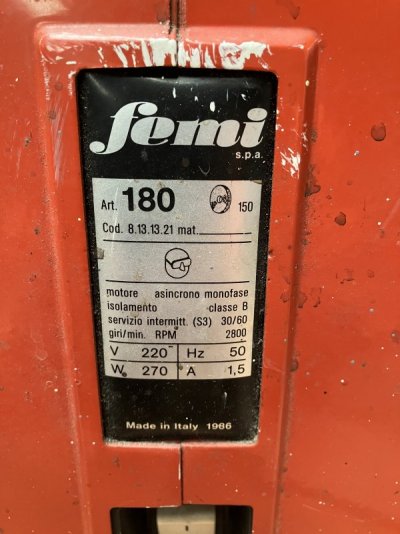 femi
s.p.a.
Art. 180 150
Cod. 8.13.13.21 mat.
motore asincrono monofase
isolamento classe B
servizio intermitt. (S3) 30/60
giri/min. RPM 2800
V 220~ Hz 50
W 270 A 1,5
Made in Italy 1986